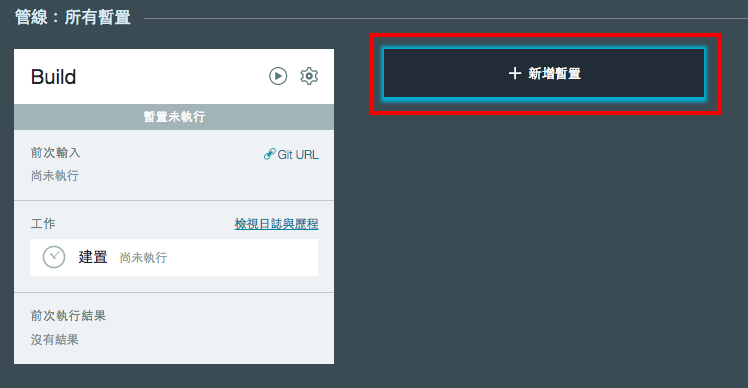 管線：所有暫置
Build
暫置未執行
前次輸入
Git URL
尚未執行
工作
檢視日誌與歷程
建置 尚未執行
前次執行結果
沒有結果
+ 新增暫置